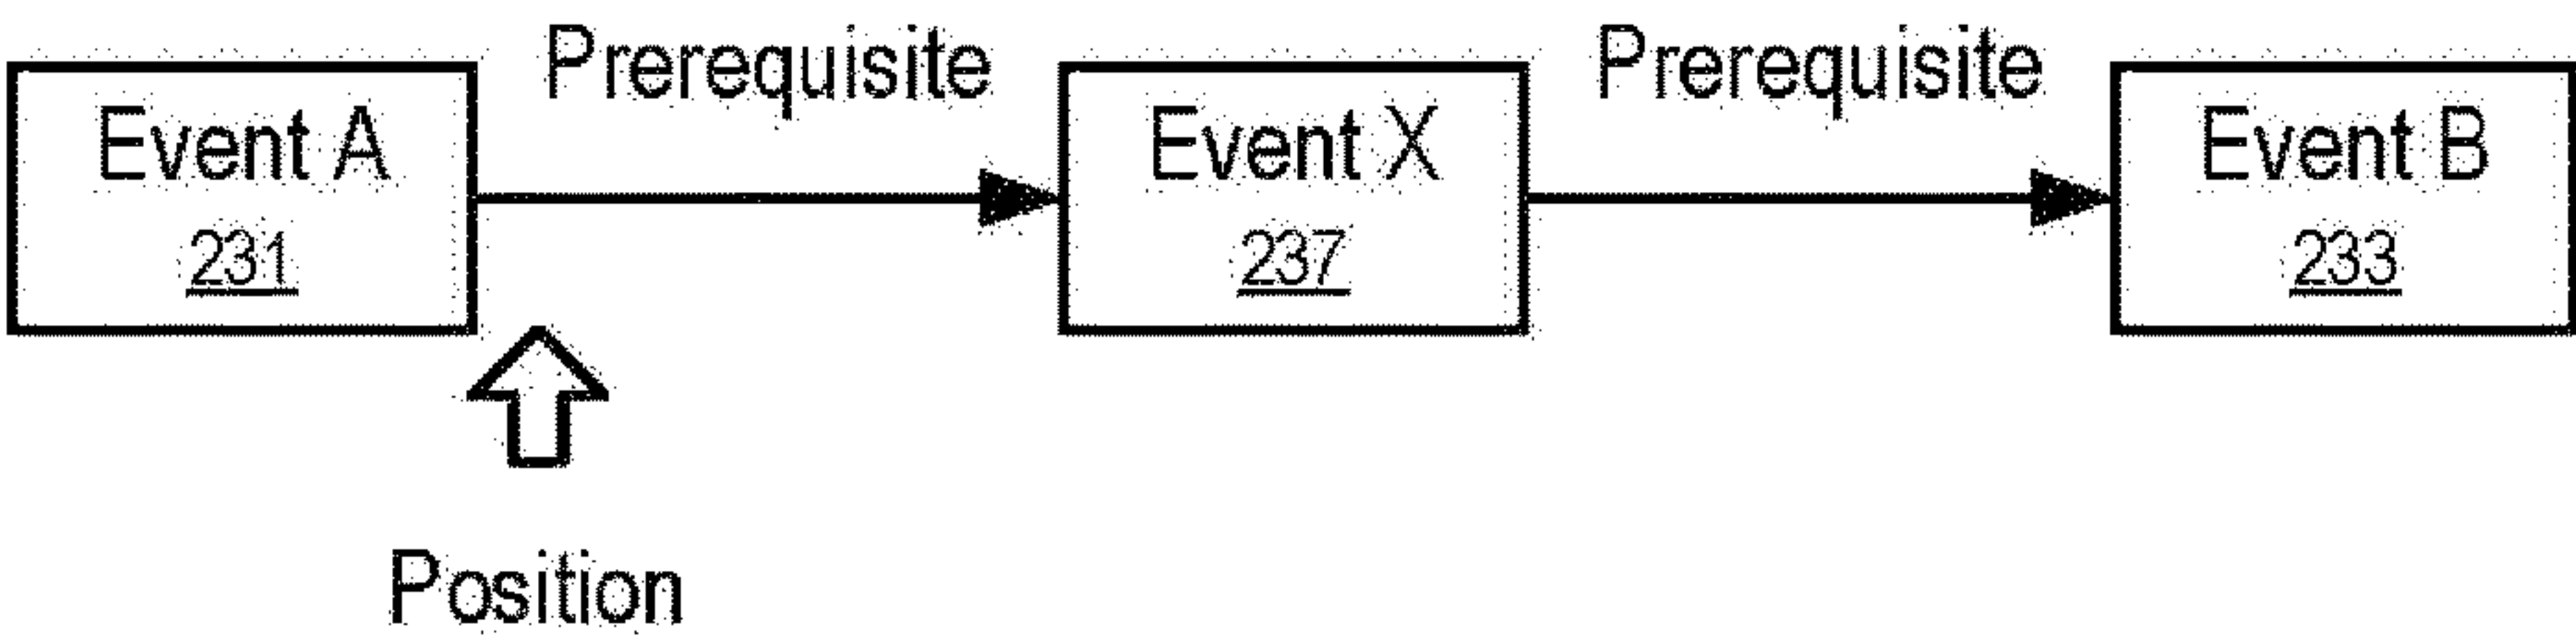 Prerequisite
Prerequisite
Event A
Event X
Event B
231
237
233
Position